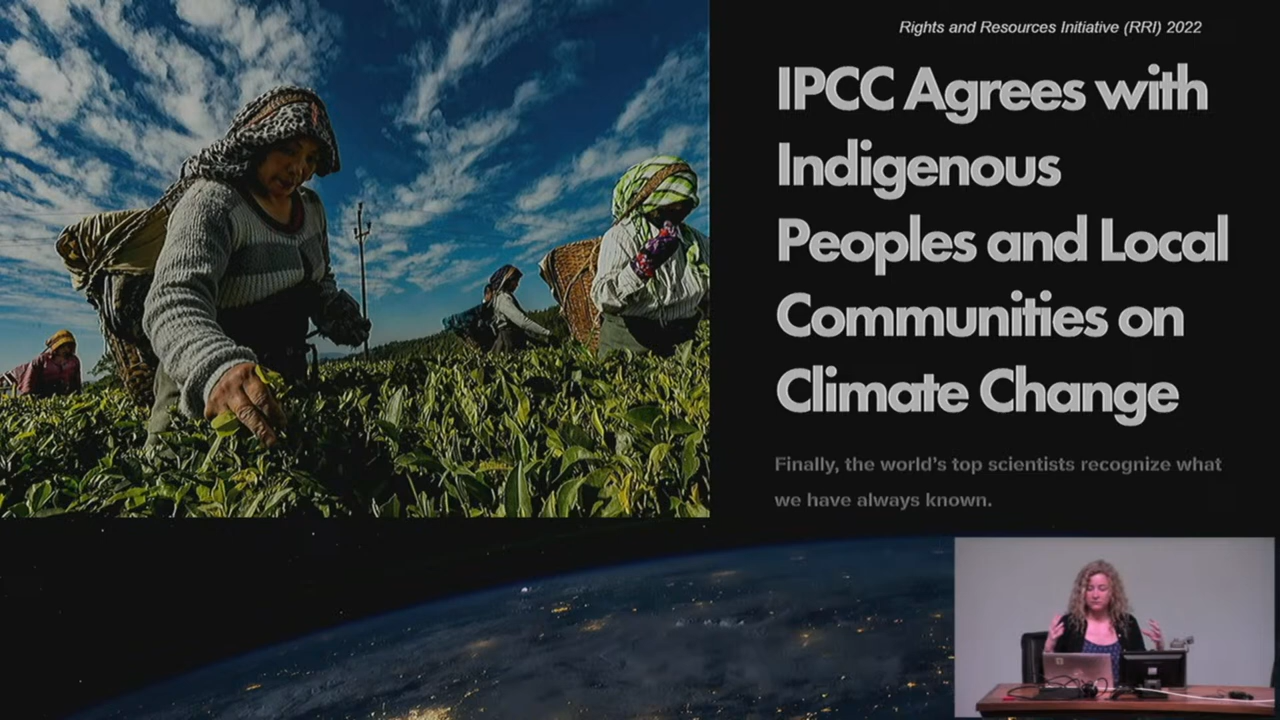 Rights and Resources Initiative (RRI) 2022
IPCC Agrees with
Indigenous
Peoples and Local
Communities on
Climate Change
Finally, the world's top scientists recognize what
we have always known.